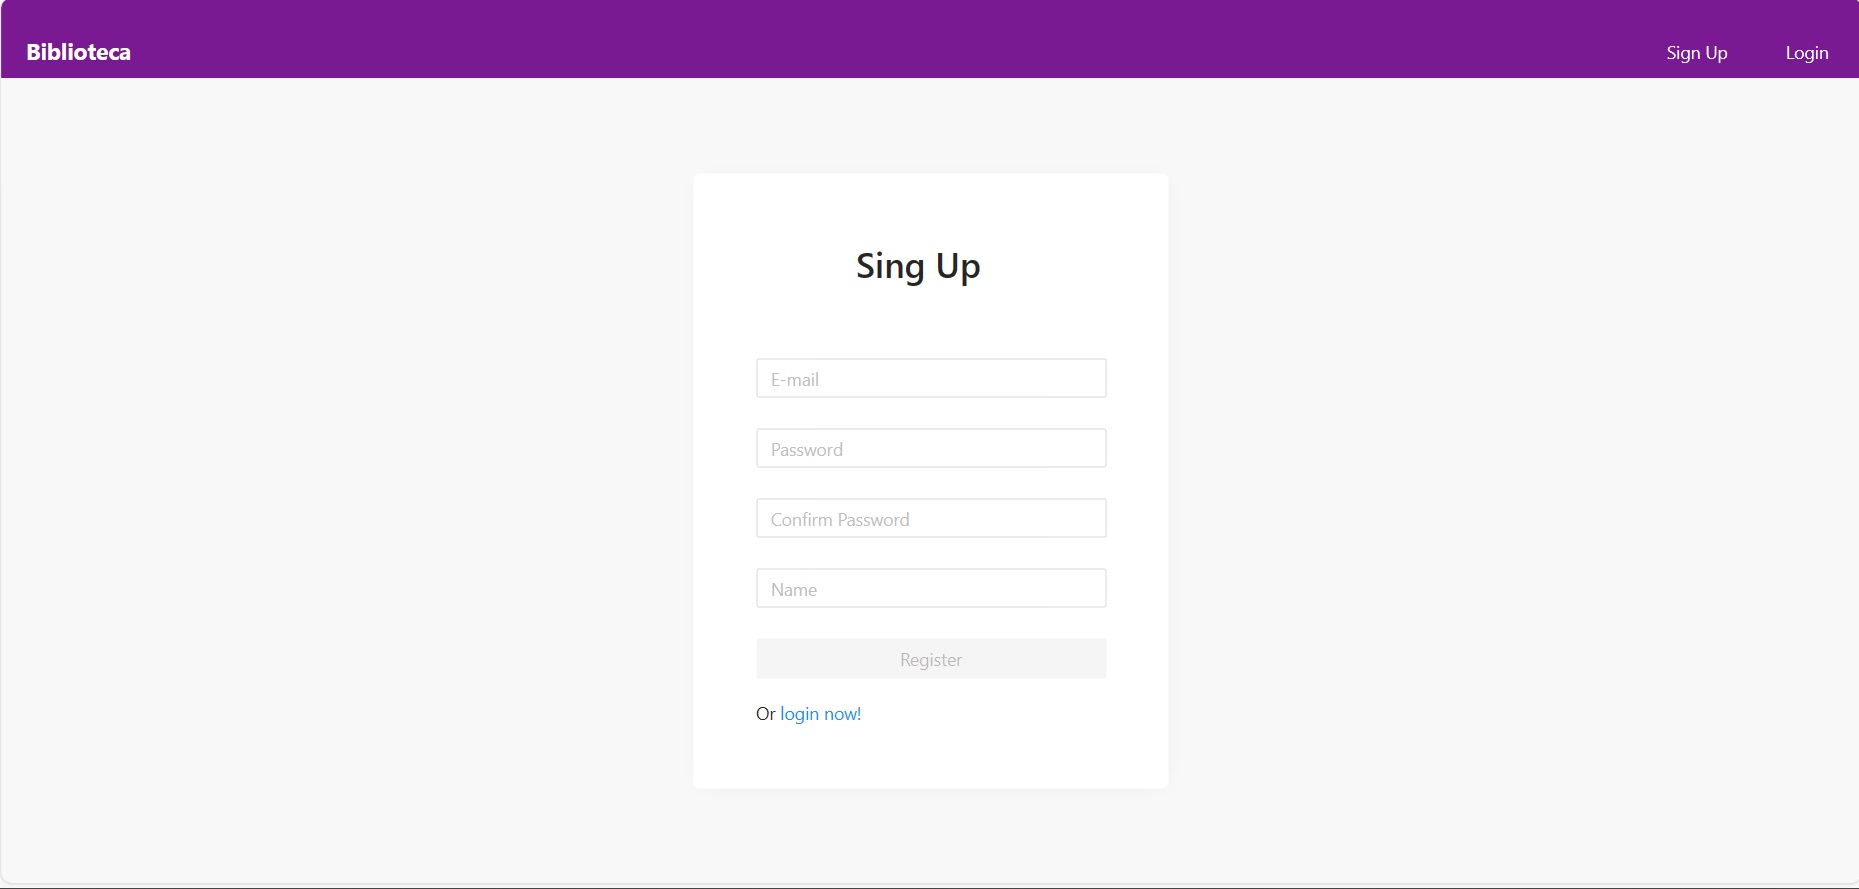 Biblioteca
Sign Up
Login
Sing Up
E-mail
Password
Confirm Password
Name
Register
Or login now!